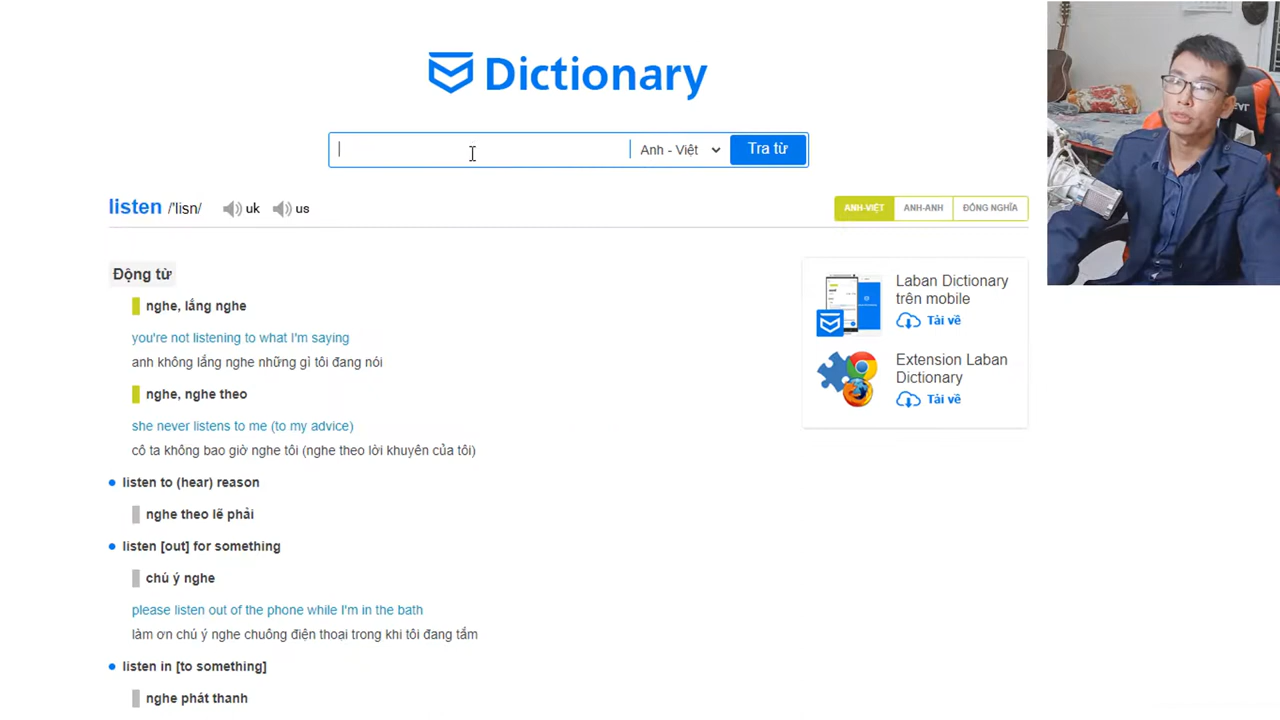 Dictionary
Anh - Việt
Tra từ
listen /'lisn/ uk us
ANH-VIỆT ANH-ANH ĐỒNG NGHĨA
Động từ
nghe, lắng nghe
you're not listening to what I'm saying
anh không lắng nghe những gì tôi đang nói
nghe, nghe theo
she never listens to me (to my advice)
cô ta không bao giờ nghe tôi (nghe theo lời khuyên của tôi)
listen to (hear) reason
nghe theo lẽ phải
listen [out] for something
chú ý nghe
please listen out of the phone while I'm in the bath
làm ơn chú ý nghe chuông điện thoại trong khi tôi đang tắm
listen in [to something]
nghe phát thanh
Laban Dictionary
trên mobile
Tải về
Extension Laban
Dictionary
Tải về